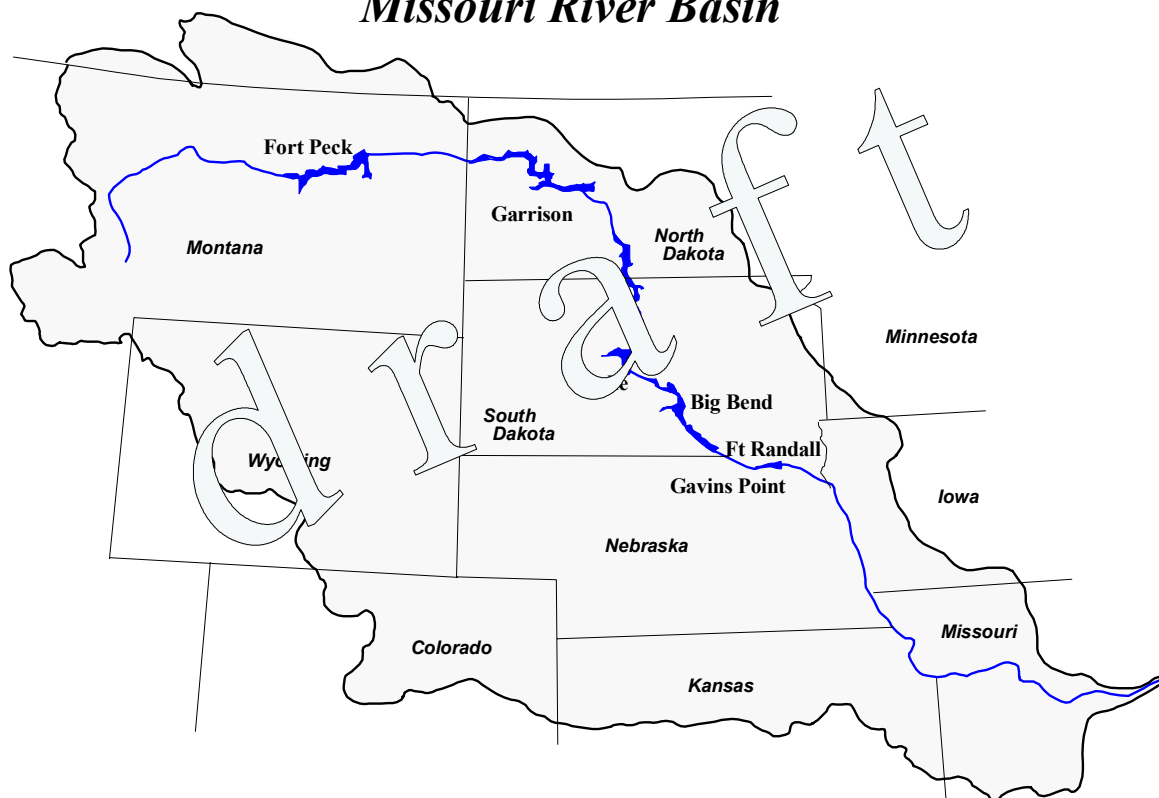 Missouri River Basin
Fort Peck
Garrison
Montana
North
Dakota
Minnesota
Big Bend
South
Dakota
Ft Randall
Wyoming
Gavins Point
Iowa
Nebraska
Missouri
Colorado
Kansas
draft